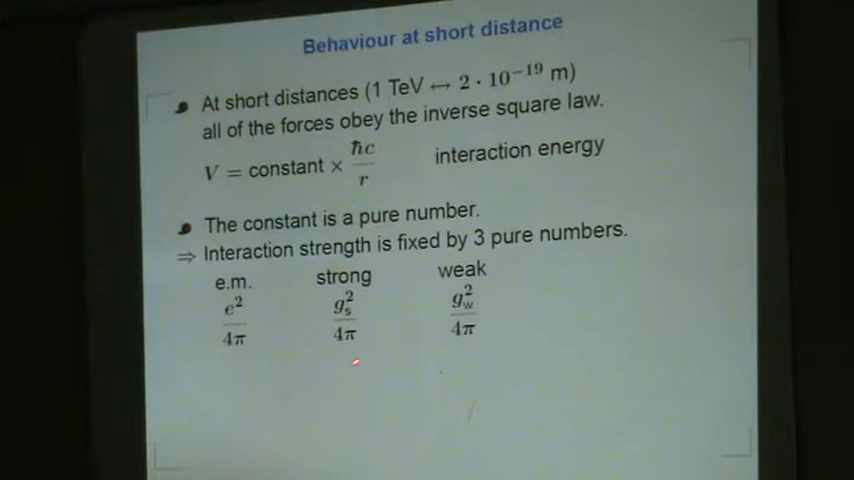 Behaviour at short distance
At short distances (1 TeV ↔ 2 · 10⁻¹⁹ m)
all of the forces obey the inverse square law.
V = constant × ħc/r interaction energy
The constant is a pure number.
⇒ Interaction strength is fixed by 3 pure numbers.
e.m. strong weak
e²/4π g²ₛ/4π g²w/4π